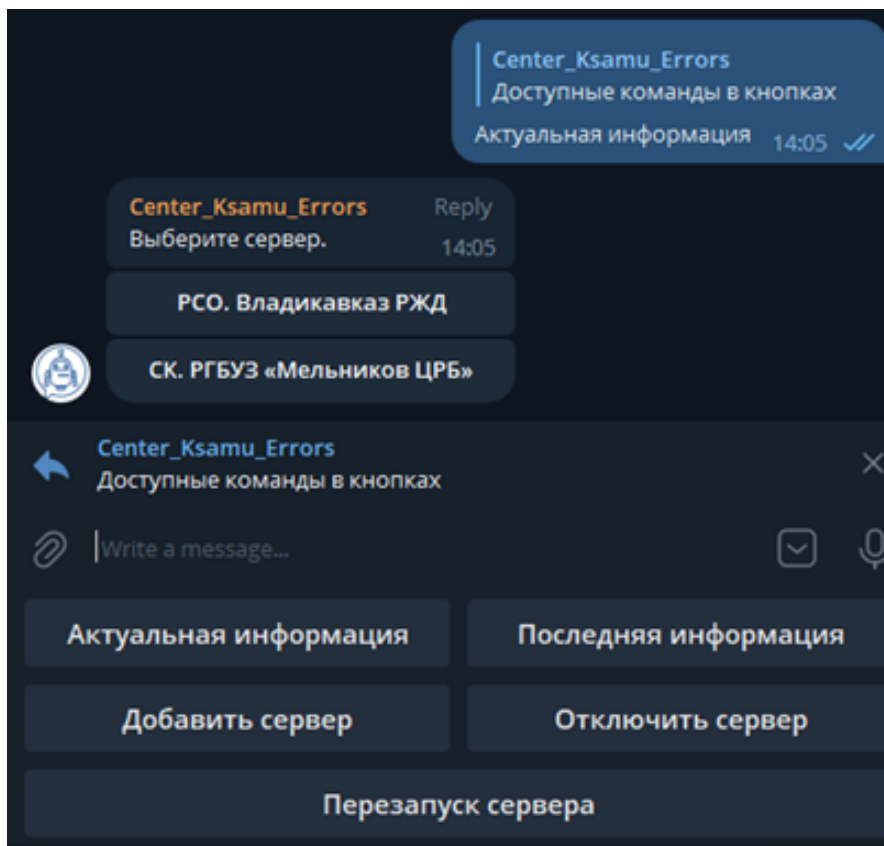 Center_Ksamu_Errors
Доступные команды в кнопках
Актуальная информация 14:05
Center_Ksamu_Errors Reply
Выберите сервер. 14:05
РСО. Владикавказ РЖД
СК. РГБУЗ «Мельников ЦРБ»
Center_Ksamu_Errors
Доступные команды в кнопках
Write a message...
Актуальная информация
Последняя информация
Добавить сервер
Отключить сервер
Перезапуск сервера